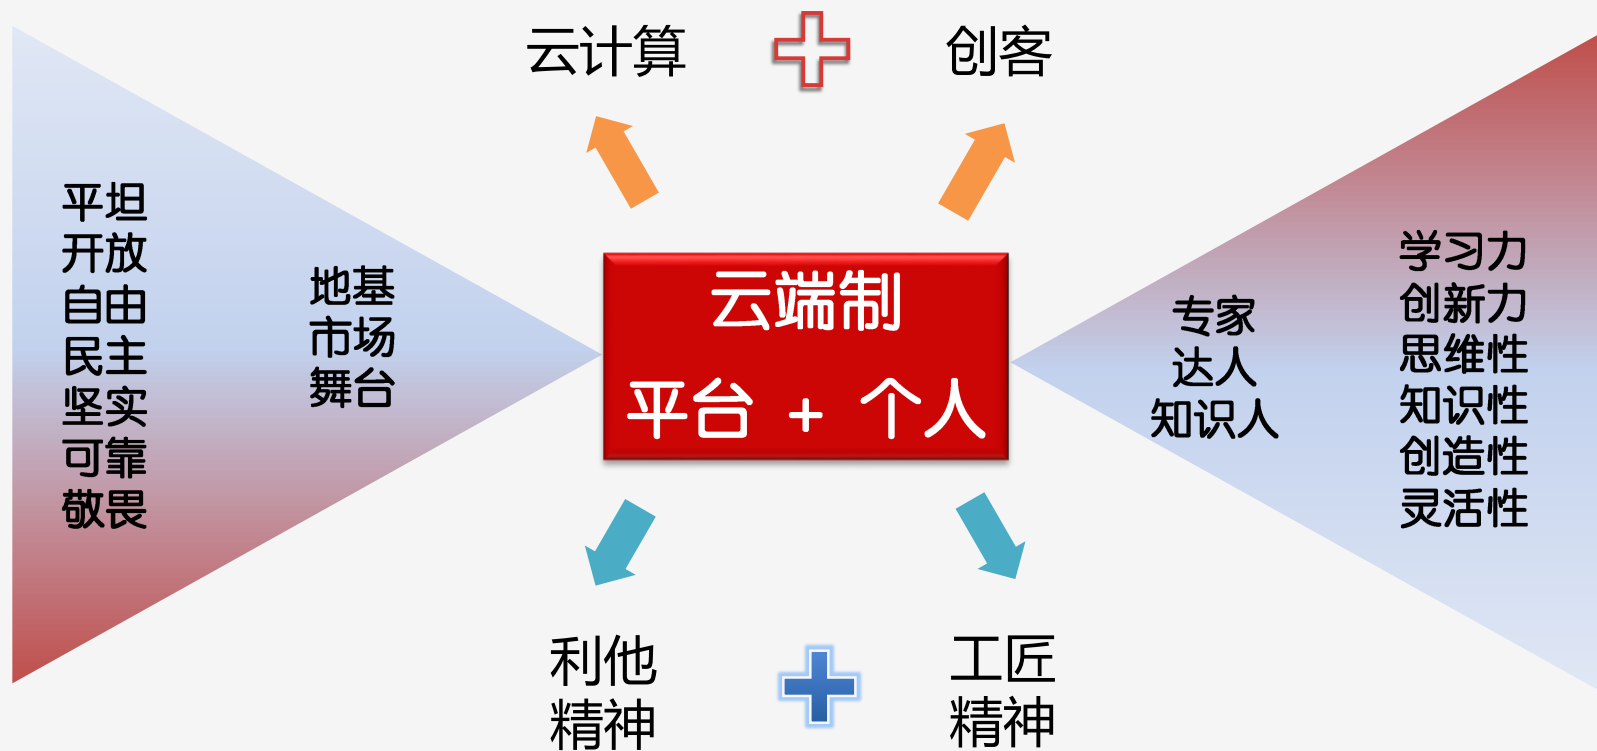 云计算
创客
平坦
开放
自由
民主
坚实
可靠
敬畏
地基
市场
舞台
云端制
平台 + 个人
专家
达人
知识人
学习力
创新力
思维性
知识性
创造性
灵活性
利他
精神
工匠
精神